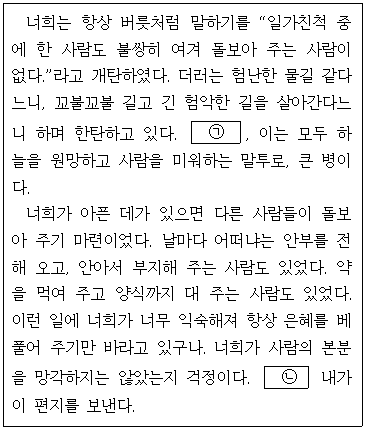 너희는 항상 버릇처럼 말하기를 “일가친척 중
에 한 사람도 불쌍히 여겨 돌보아 주는 사람이
없다.”라고 개탄하였다. 더러는 험난한 물길 같다
느니, 꼬불꼬불 길고 긴 험악한 길을 살아간다느
니 하며 한탄하고 있다. ㉠, 이는 모두 하
늘을 원망하고 사람을 미워하는 말투로, 큰 병이
다.
너희가 아픈 데가 있으면 다른 사람들이 돌보
아 주기 마련이었다. 날마다 어떠냐는 안부를 전
해 오고, 안아서 부지해 주는 사람도 있었다. 약
을 먹여 주고 양식까지 대 주는 사람도 있었다.
이런 일에 너희가 너무 익숙해져 항상 은혜를 베
풀어 주기만 바라고 있구나. 너희가 사람의 본분
을 망각하지는 않았는지 걱정이다. ㉡ 내가
이 편지를 보낸다.